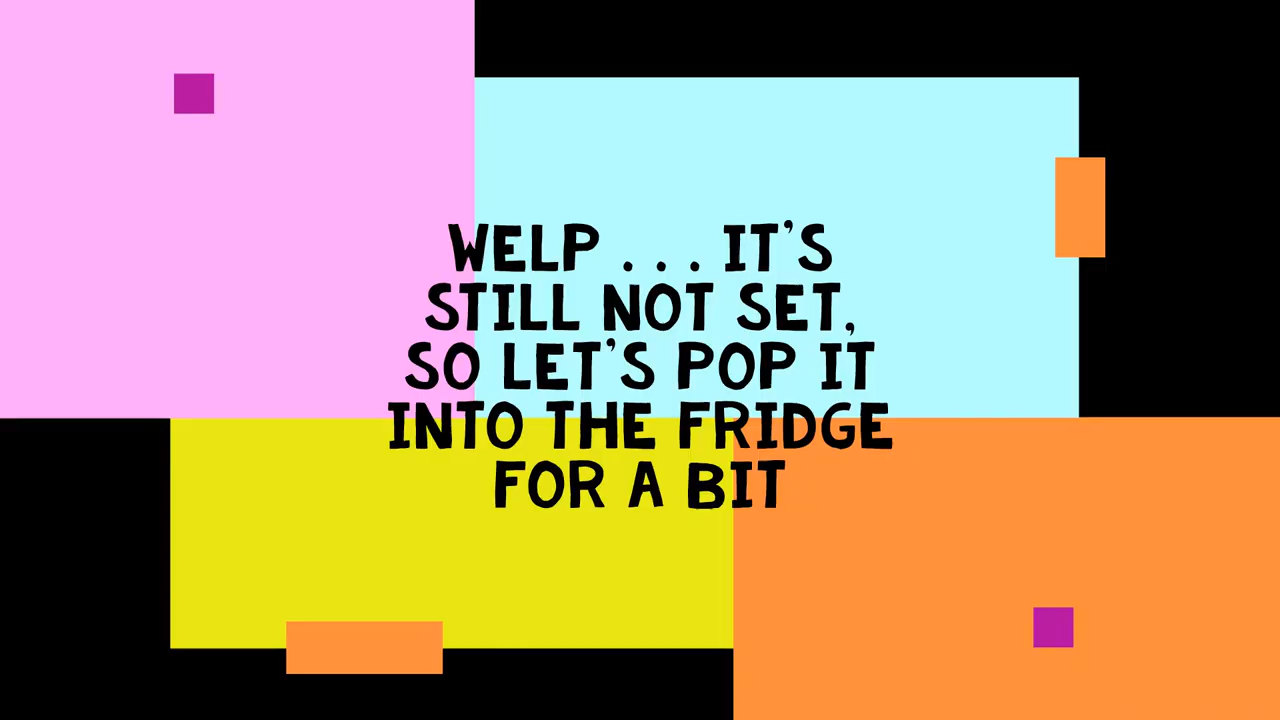 WELP . . . IT'S
STILL NOT SET,
SO LET'S POP IT
INTO THE FRIDGE
FOR A BIT